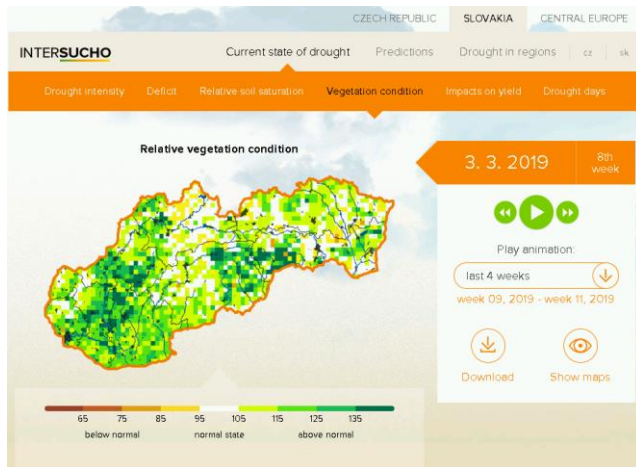 CZECH REPUBLIC SLOVAKIA CENTRAL EUROPE
INTERSUCHO Current state of drought Predictions Drought in regions cz sk
Drought intensity Deficit Relative soil saturation Vegetation condition Impacts on yield Drought days
Relative vegetation condition
3. 3. 2019 8th week
Play animation:
last 4 weeks
week 09, 2019 - week 11, 2019
Download Show maps
65 75 85 95 105 115 125 135
below normal normal state above normal